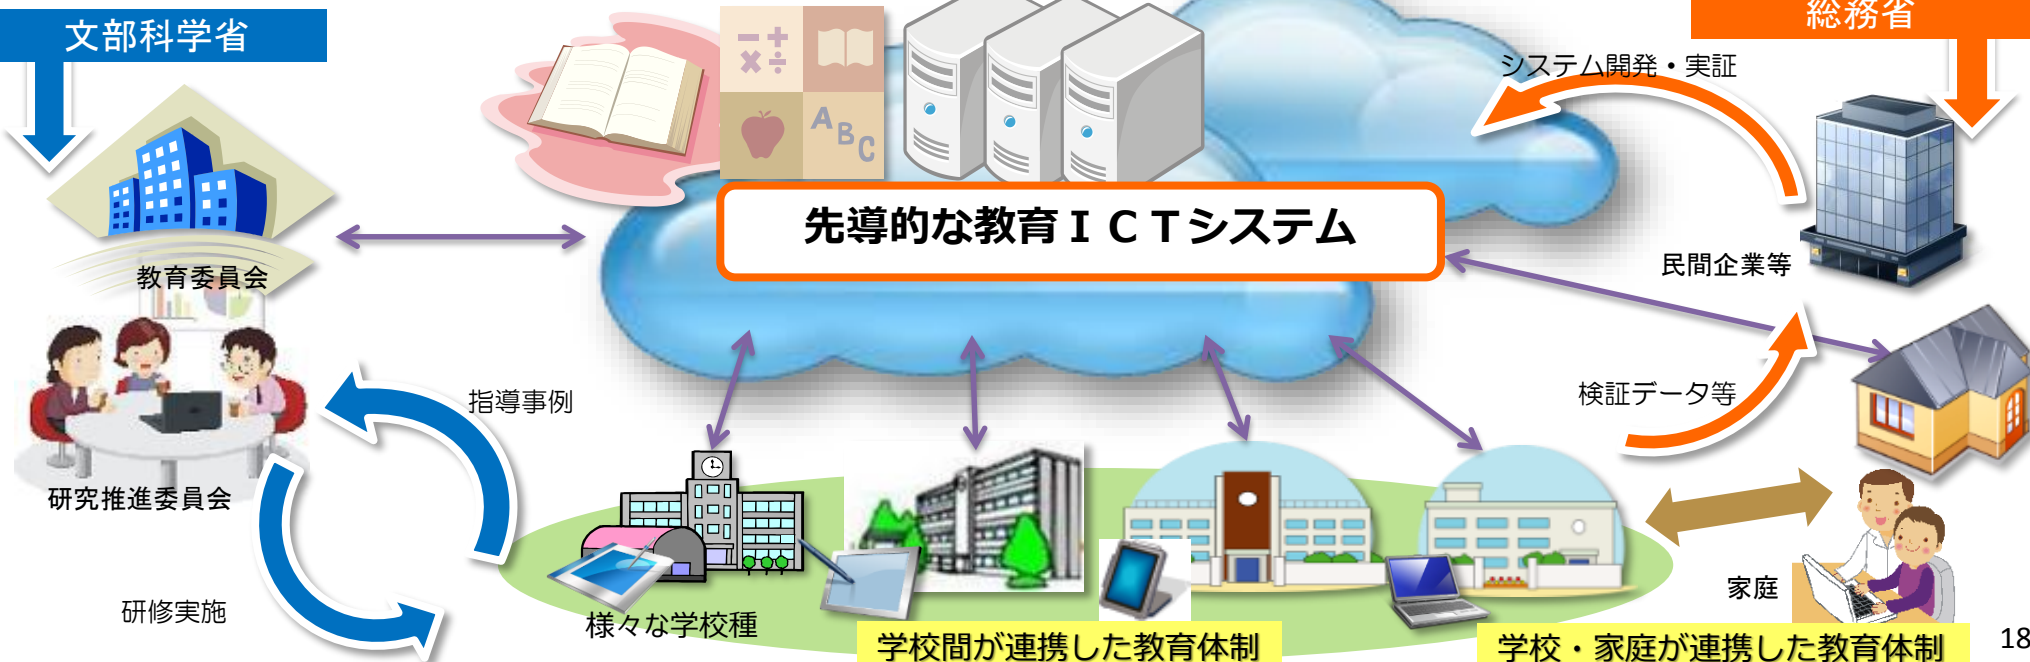 文部科学省
総務省
システム開発・実証
A
B
C
先導的な教育ＩＣＴシステム
教育委員会
民間企業等
指導事例
検証データ等
研究推進委員会
家庭
研修実施
様々な学校種
学校間が連携した教育体制
学校・家庭が連携した教育体制
18